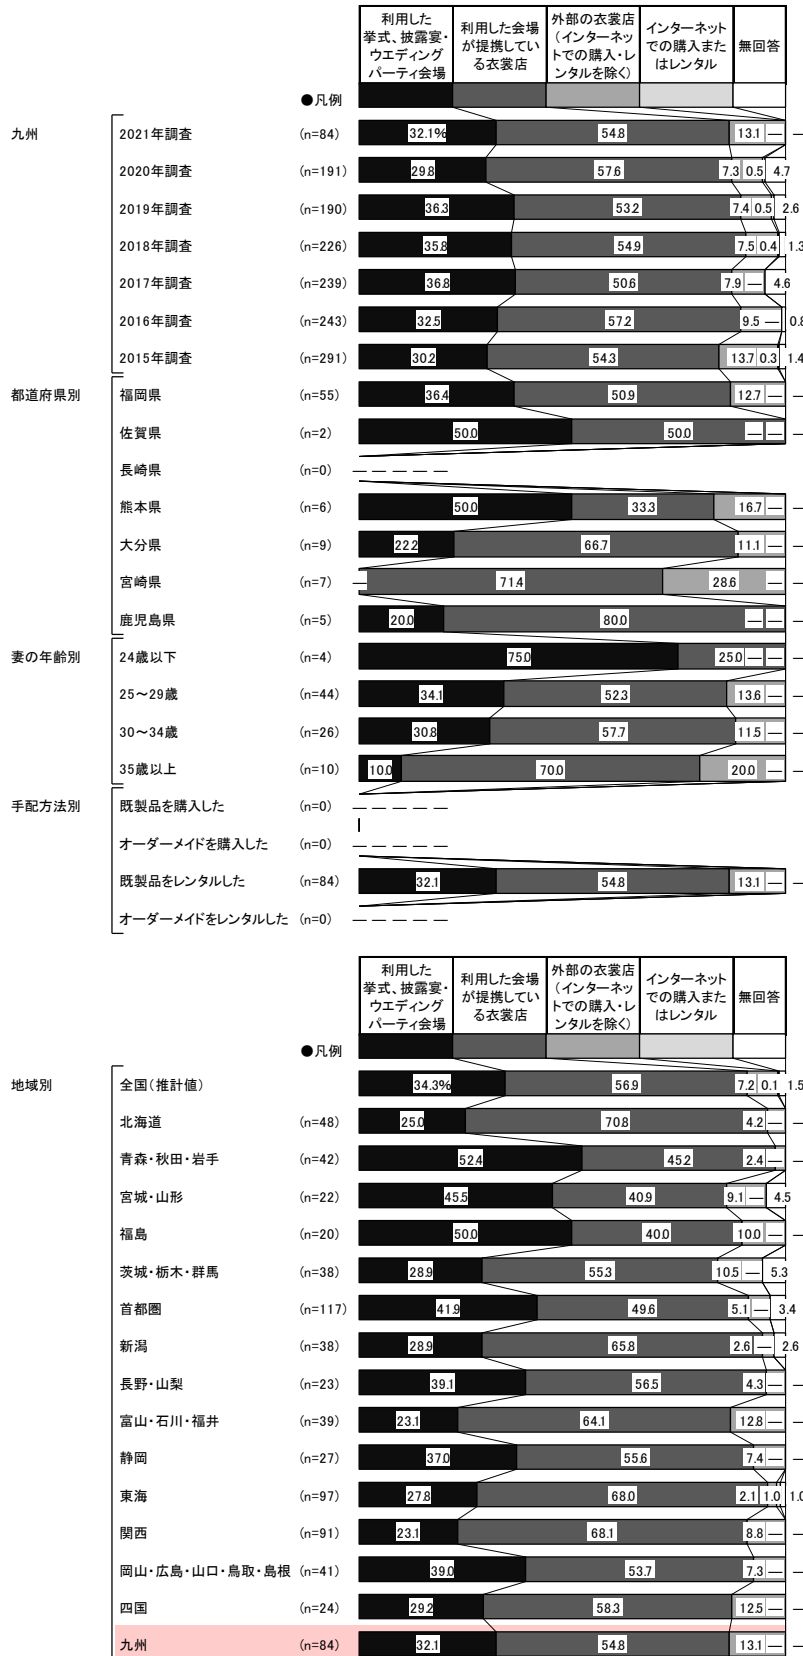 利用した
挙式、披露宴・
ウエディング
パーティ会場
利用した会場
が提携してい
る衣裳店
外部の衣裳店
(インターネッ
トでの購入・レ
ンタルを除く)
インターネット
での購入また
はレンタル
無回答
●凡例
九州 2021年調査 (n=84) 32.1% 54.8 13.1 — —
2020年調査 (n=191) 29.8 57.6 7.3 0.5 4.7
2019年調査 (n=190) 36.3 53.2 7.4 0.5 2.6
2018年調査 (n=226) 35.8 54.9 7.5 0.4 1.3
2017年調査 (n=239) 36.8 50.6 7.9 — 4.6
2016年調査 (n=243) 32.5 57.2 9.5 — 0.8
2015年調査 (n=291) 30.2 54.3 13.7 0.3 1.4
都道府県別 福岡県 (n=55) 36.4 50.9 12.7 — —
佐賀県 (n=2) 50.0 50.0 — — —
長崎県 (n=0) — — — — —
熊本県 (n=6) 50.0 33.3 16.7 — —
大分県 (n=9) 22.2 66.7 11.1 — —
宮崎県 (n=7) — 71.4 28.6 — —
鹿児島県 (n=5) 20.0 80.0 — — —
妻の年齢別 24歳以下 (n=4) 75.0 25.0 — — —
25～29歳 (n=44) 34.1 52.3 13.6 — —
30～34歳 (n=26) 30.8 57.7 11.5 — —
35歳以上 (n=10) 10.0 70.0 20.0 — —
手配方法別 既製品を購入した (n=0) — — — — —
オーダーメイドを購入した (n=0) — — — — —
既製品をレンタルした (n=84) 32.1 54.8 13.1 — —
オーダーメイドをレンタルした (n=0) — — — — —
利用した
挙式、披露宴・
ウエディング
パーティ会場
利用した会場
が提携してい
る衣裳店
外部の衣裳店
(インターネッ
トでの購入・レ
ンタルを除く)
インターネット
での購入また
はレンタル
無回答
●凡例
地域別 全国(推計値) 34.3% 56.9 7.2 0.1 1.5
北海道 (n=48) 25.0 70.8 4.2 — —
青森・秋田・岩手 (n=42) 52.4 45.2 2.4 — —
宮城・山形 (n=22) 45.5 40.9 9.1 — 4.5
福島 (n=20) 50.0 40.0 10.0 — —
茨城・栃木・群馬 (n=38) 28.9 55.3 10.5 — 5.3
首都圏 (n=117) 41.9 49.6 5.1 — 3.4
新潟 (n=38) 28.9 65.8 2.6 — 2.6
長野・山梨 (n=23) 39.1 56.5 4.3 — —
富山・石川・福井 (n=39) 23.1 64.1 12.8 — —
静岡 (n=27) 37.0 55.6 7.4 — —
東海 (n=97) 27.8 68.0 2.1 1.0 1.0
関西 (n=91) 23.1 68.1 8.8 — —
岡山・広島・山口・鳥取・島根 (n=41) 39.0 53.7 7.3 — —
四国 (n=24) 29.2 58.3 12.5 — —
九州 (n=84) 32.1 54.8 13.1 — —